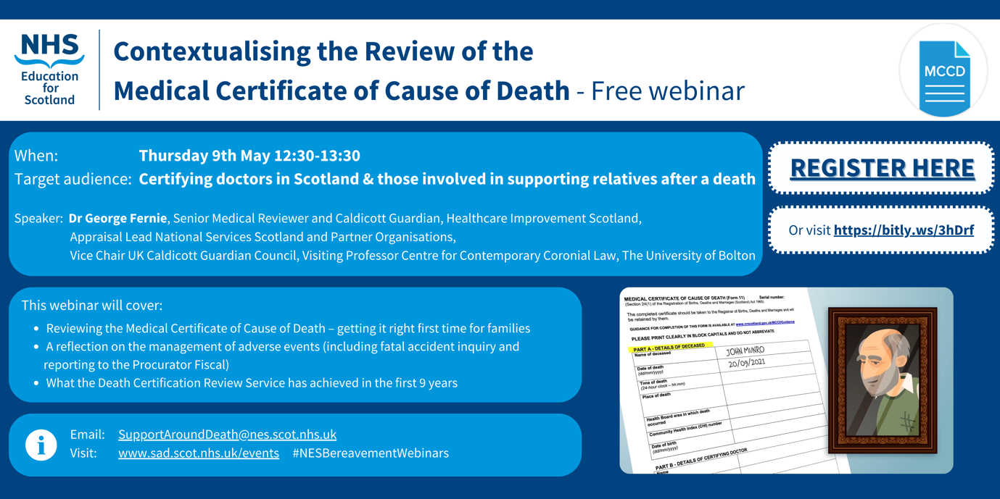 NHS
Education
for
Scotland
Contextualising the Review of the
Medical Certificate of Cause of Death - Free webinar
MCCD
When: Thursday 9th May 12:30-13:30
Target audience: Certifying doctors in Scotland & those involved in supporting relatives after a death
Speaker: Dr George Fernie, Senior Medical Reviewer and Caldicott Guardian, Healthcare Improvement Scotland,
Appraisal Lead National Services Scotland and Partner Organisations,
Vice Chair UK Caldicott Guardian Council, Visiting Professor Centre for Contemporary Coronial Law, The University of Bolton
REGISTER HERE
Or visit https://bitly.ws/3hDrf
This webinar will cover:
• Reviewing the Medical Certificate of Cause of Death – getting it right first time for families
• A reflection on the management of adverse events (including fatal accident inquiry and
reporting to the Procurator Fiscal)
• What the Death Certification Review Service has achieved in the first 9 years
i
Email: SupportAroundDeath@nes.scot.nhs.uk
Visit: www.sad.scot.nhs.uk/events #NESBereavementWebinars
MEDICAL CERTIFICATE OF CAUSE OF DEATH (Form 11) Serial number:
(Section 24(1) of the Registration of Births, Deaths and Marriages (Scotland) Act 1965)
The completed certificate should be taken to the Registrar of Births, Deaths and Marriages and will
be retained by them.
GUIDANCE FOR COMPLETION OF THIS FORM IS AVAILABLE AT www.nrscotland.gov.uk/MCCDGuidance
PLEASE PRINT CLEARLY IN BLOCK CAPITALS AND DO NOT ABBREVIATE
PART A - DETAILS OF DECEASED
Name of deceased JOHN MUNRO
Date of death 20/09/2021
(dd/mm/yyyy)
Time of death
(24-hour clock – hh:mm)
Place of death
Health Board area in which death
occurred
Community Health Index (CHI) number
Date of birth
(dd/mm/yyyy)
PART B - DETAILS OF CERTIFYING DOCTOR
Name